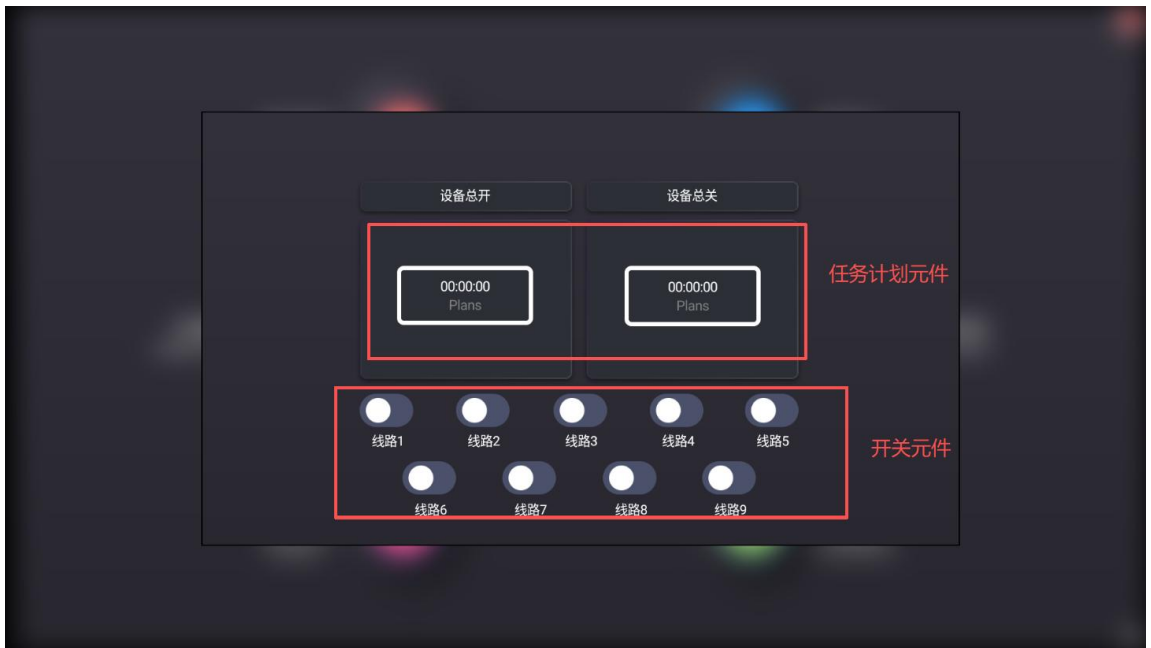 设备总开
设备总关
00:00:00
Plans
00:00:00
Plans
任务计划元件
线路1
线路2
线路3
线路4
线路5
开关元件
线路6
线路7
线路8
线路9